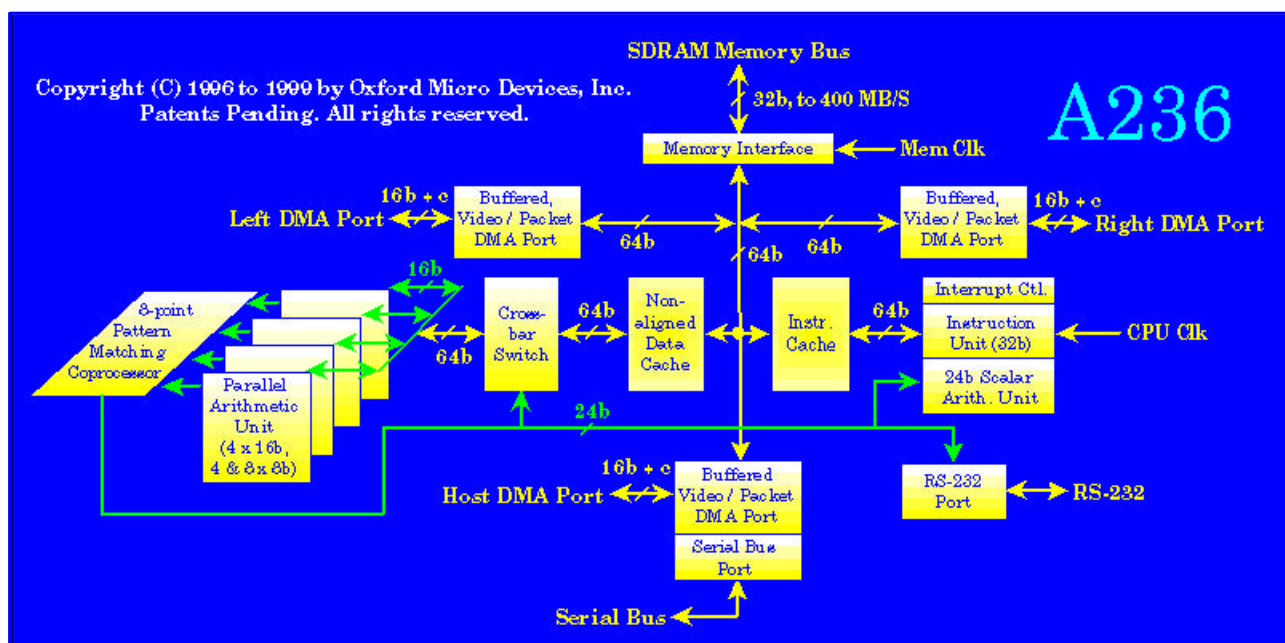 SDRAM Memory Bus
Copyright (C) 1996 to 1999 by Oxford Micro Devices, Inc.
Patents Pending. All rights reserved.
32b, to 400 MB/S
A236
Memory Interface
Mem Clk
16b + c
Left DMA Port
Buffered,
Video / Packet
DMA Port
64b
64b
64b
Buffered,
Video / Packet
DMA Port
16b + c
Right DMA Port
16b
8-point
Pattern
Matching
Coprocessor
Parallel
Arithmetic
Unit
(4 x 16b,
4 & 8 x 8b)
64b
Cross-
bar
Switch
64b
Non-
aligned
Data
Cache
Instr.
Cache
64b
Interrupt Ctl.
Instruction
Unit (32b)
24b Scalar
Arith. Unit
CPU Clk
24b
16b + c
Host DMA Port
Buffered
Video / Packet
DMA Port
Serial Bus
Port
Serial Bus
RS-232
Port
RS-232